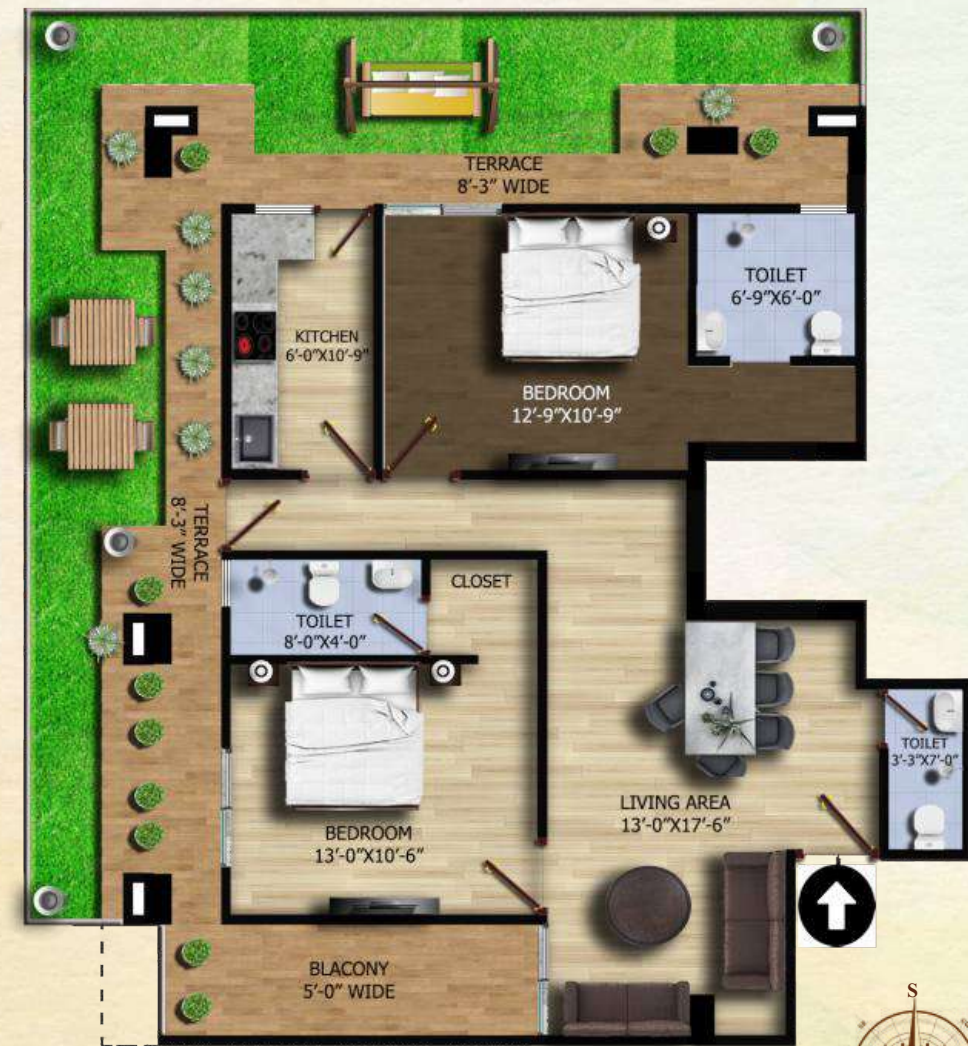 TERRACE
8'-3" WIDE
TOILET
6'-9"X6'-0"
KITCHEN
6'-0"X10'-9"
BEDROOM
12'-9"X10'-9"
TERRACE
8'-3" WIDE
CLOSET
TOILET
8'-0"X4'-0"
TOILET
3'-3"X7'-0"
LIVING AREA
13'-0"X17'-6"
BEDROOM
13'-0"X10'-6"
BLACONY
5'-0" WIDE
S